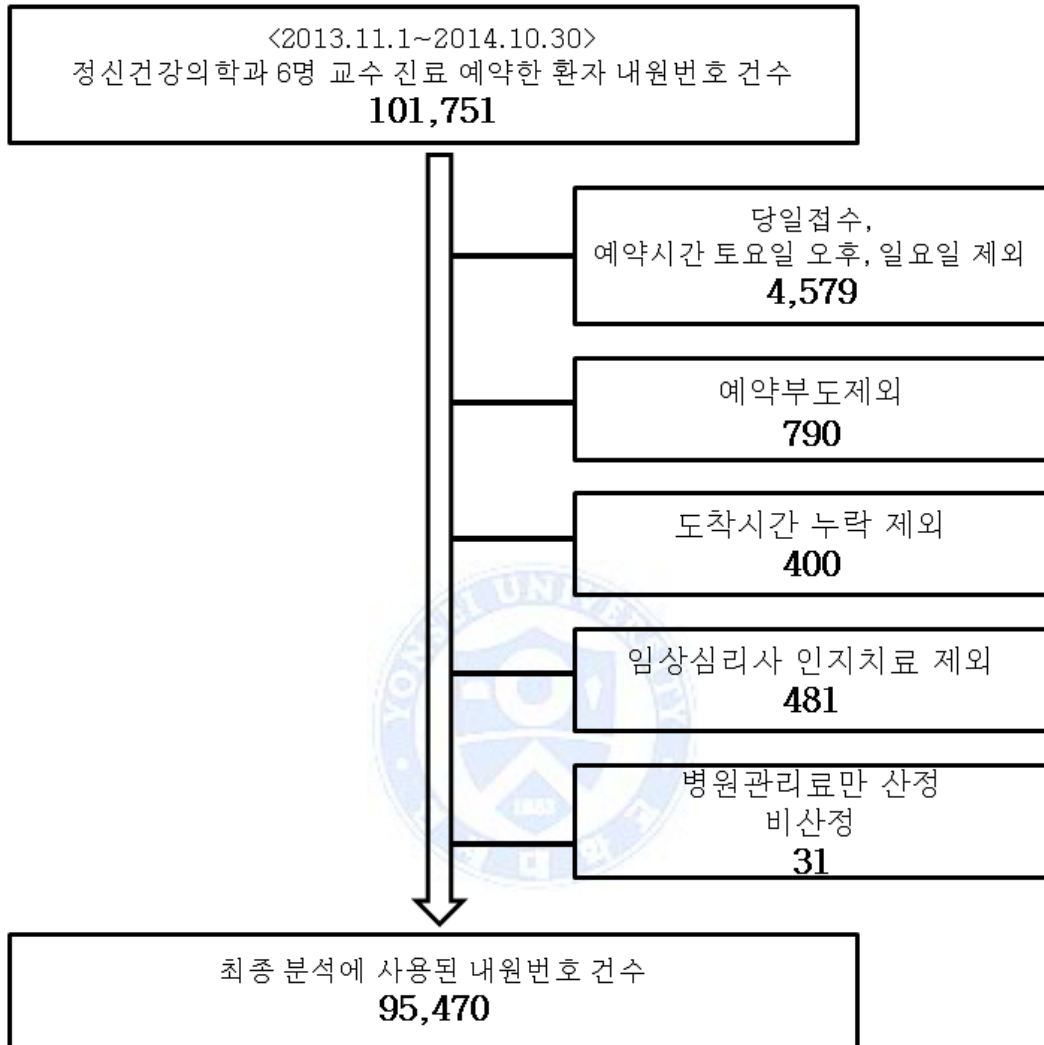 <2013.11.1~2014.10.30>
정신건강의학과 6명 교수 진료 예약한 환자 내원번호 건수
101,751
당일접수,
예약시간 토요일 오후, 일요일 제외
4,579
예약부도제외
790
도착시간 누락 제외
400
임상심리사 인지치료 제외
481
병원관리료만 산정
비산정
31
YONSEI UNIVERSITY
1885
최종 분석에 사용된 내원번호 건수
95,470